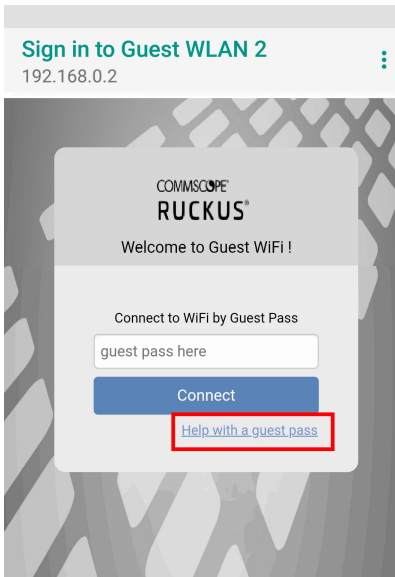 Sign in to Guest WLAN 2
192.168.0.2
COMMSCOPE®
RUCKUS®
Welcome to Guest WiFi !
Connect to WiFi by Guest Pass
guest pass here
Connect
Help with a guest pass